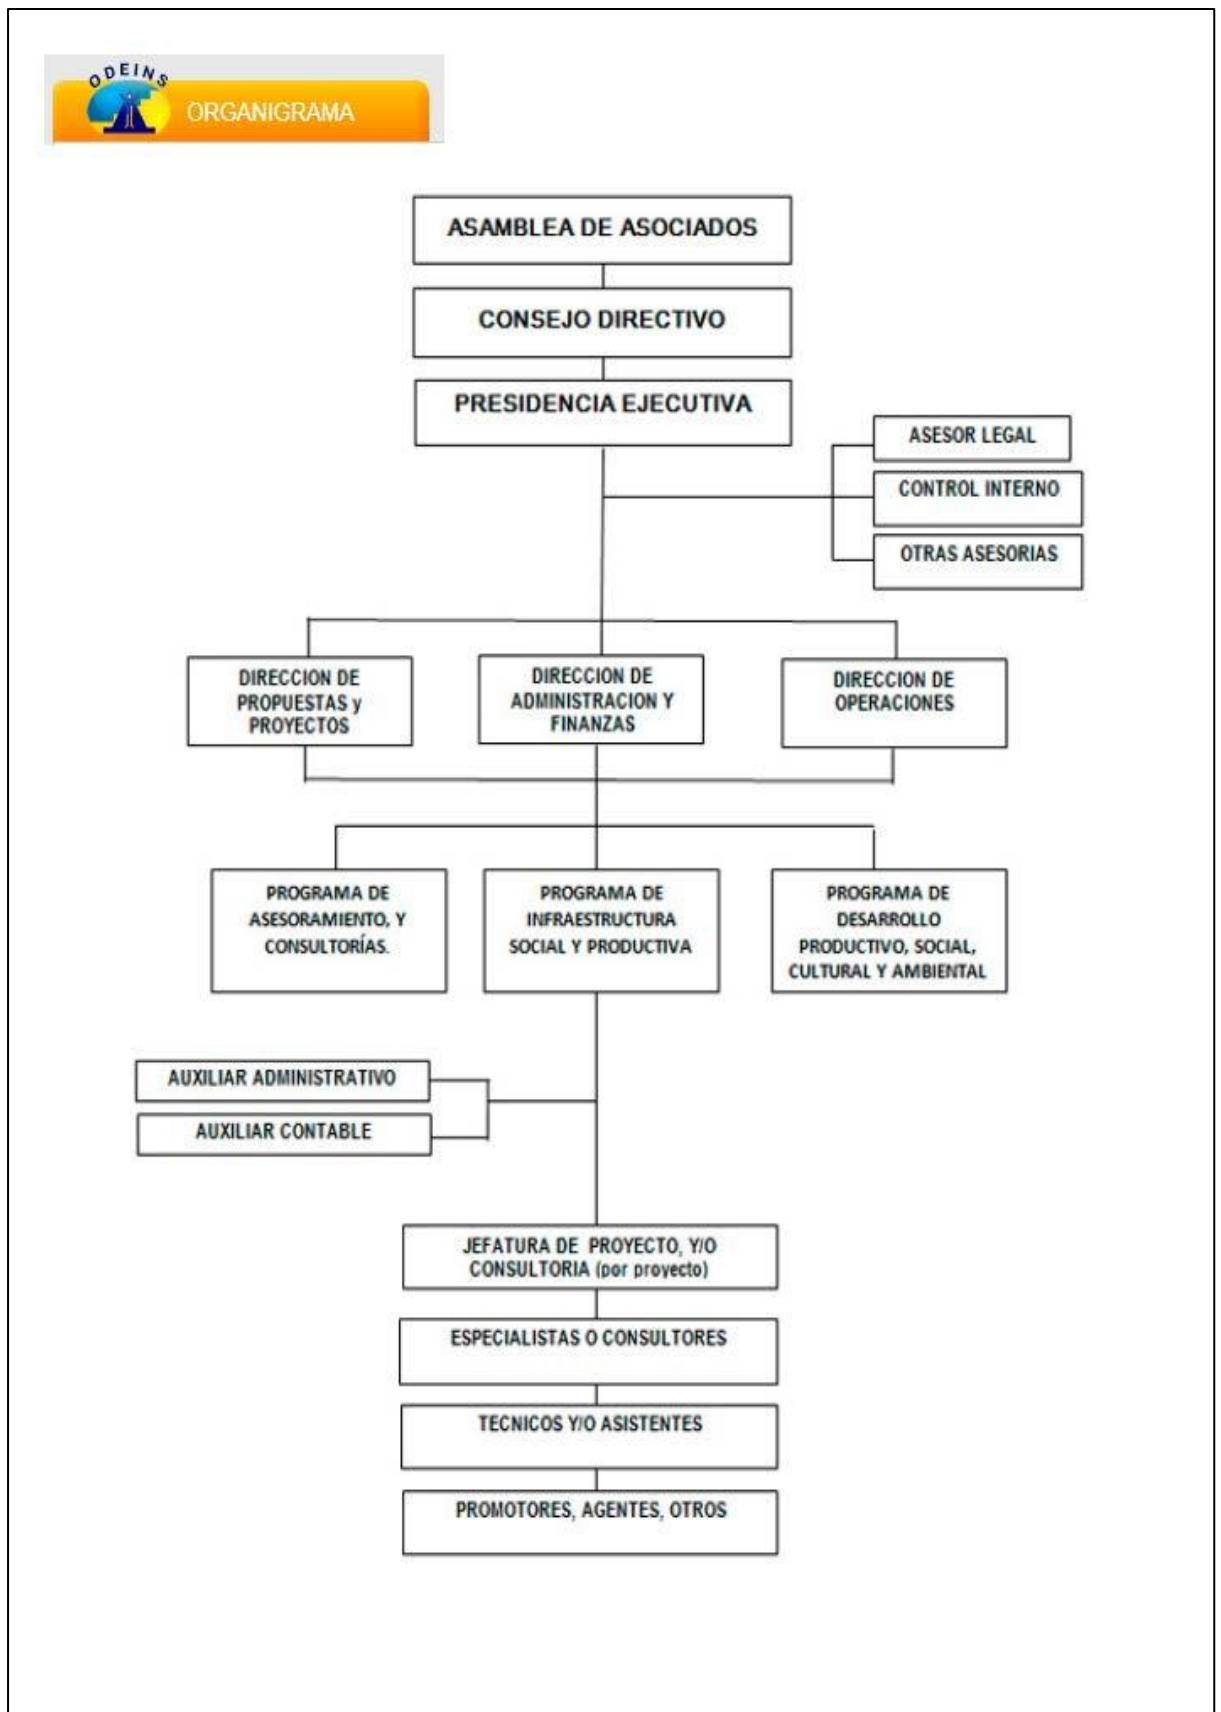 ODEINS
ORGANIGRAMA
ASAMBLEA DE ASOCIADOS
CONSEJO DIRECTIVO
PRESIDENCIA EJECUTIVA
ASESOR LEGAL
CONTROL INTERNO
OTRAS ASESORIAS
DIRECCION DE
PROPUESTAS y
PROYECTOS
DIRECCION DE
ADMINISTRACION Y
FINANZAS
DIRECCION DE
OPERACIONES
PROGRAMA DE
ASESORAMIENTO, Y
CONSULTORÍAS.
PROGRAMA DE
INFRAESTRUCTURA
SOCIAL Y PRODUCTIVA
PROGRAMA DE
DESARROLLO
PRODUCTIVO, SOCIAL,
CULTURAL Y AMBIENTAL
AUXILIAR ADMINISTRATIVO
AUXILIAR CONTABLE
JEFATURA DE PROYECTO, Y/O
CONSULTORIA (por proyecto)
ESPECIALISTAS O CONSULTORES
TECNICOS Y/O ASISTENTES
PROMOTORES, AGENTES, OTROS